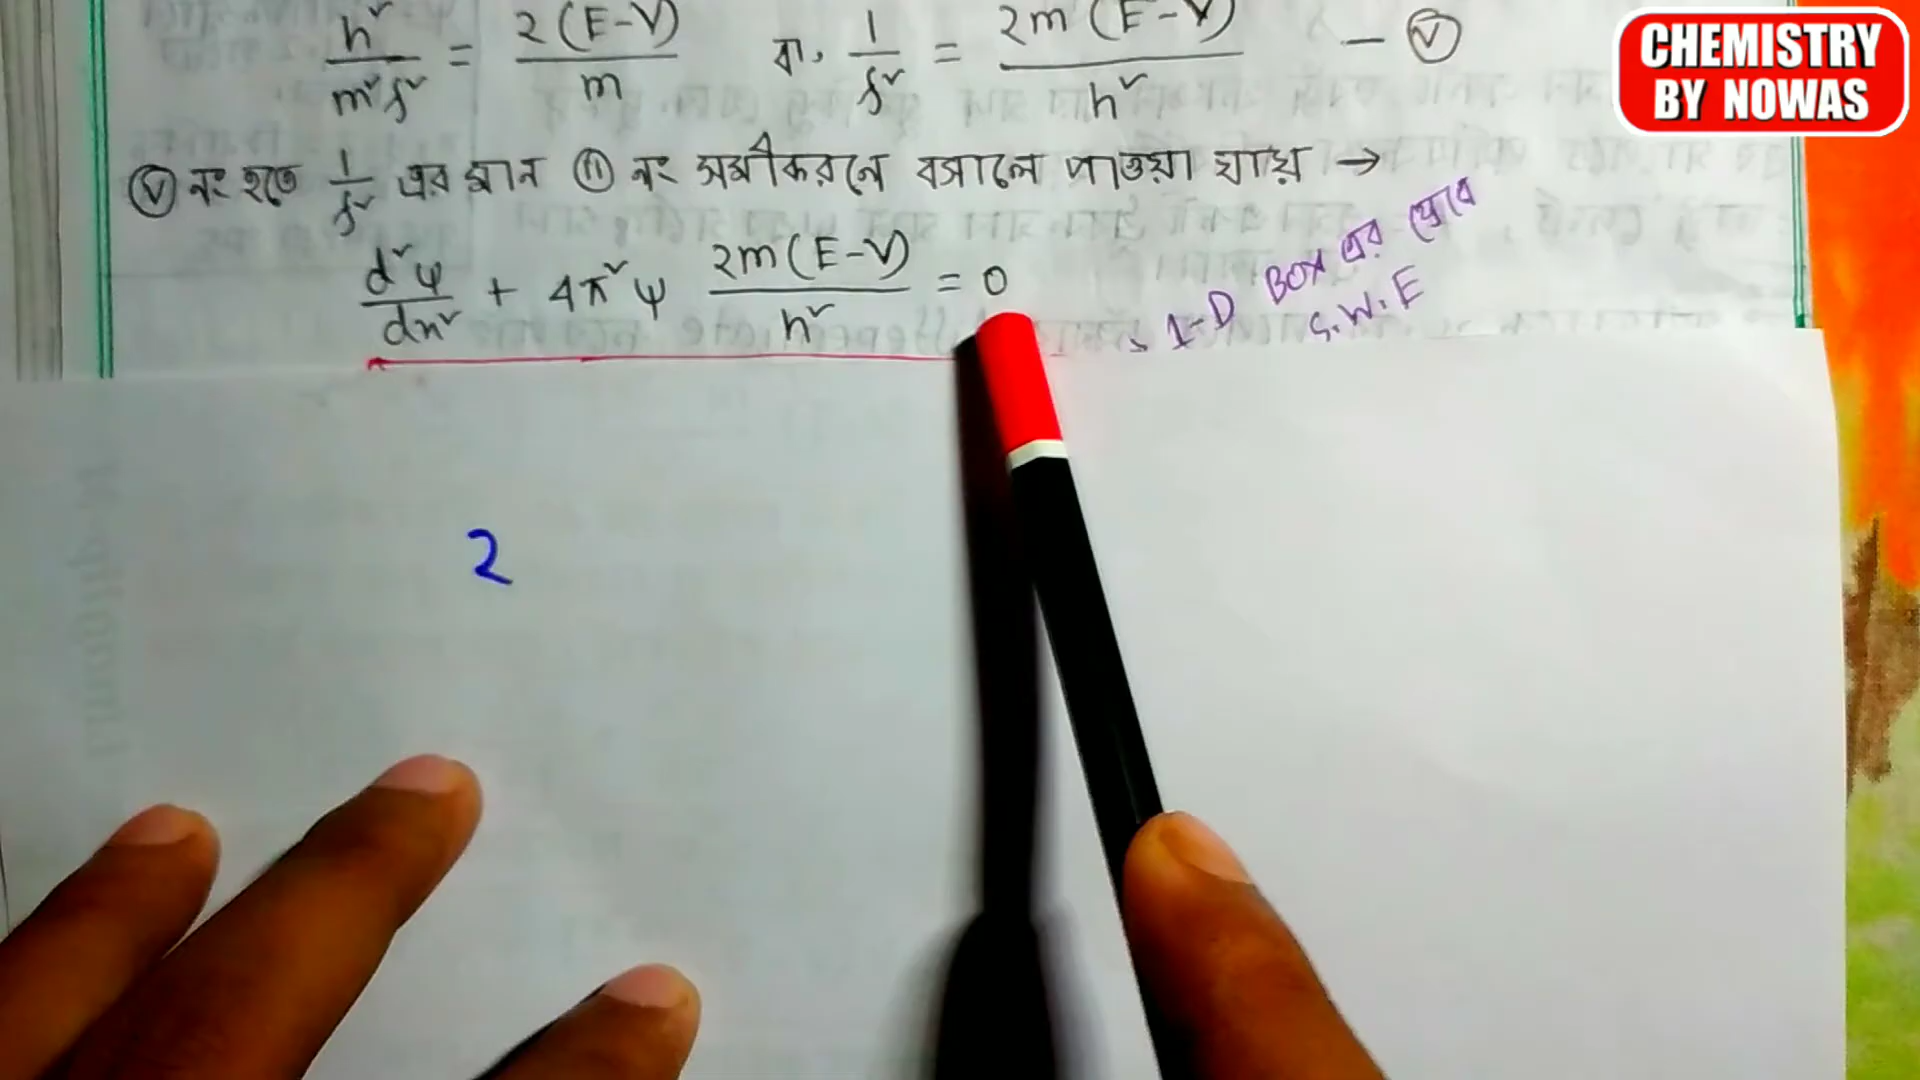 h²/m²λ² = 2(E-V)/m বা, 1/λ² = 2m(E-V)/h² — Ⓥ
CHEMISTRY
BY NOWAS
Ⓥ নং হতে 1/λ² এর মান ⓘⓘ নং সমীকরনে বসালে পাওয়া যায় →
d²ψ/dx² + 4π²ψ 2m(E-V)/h² = 0
1-D BOX এর
S.W.E
2